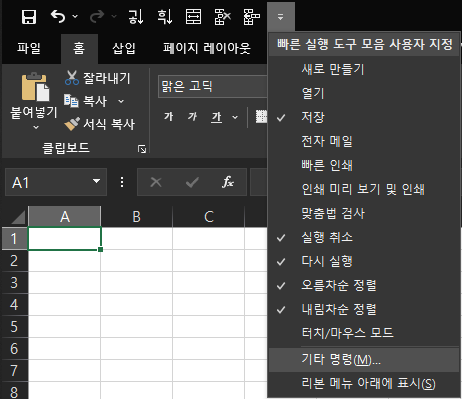 빠른 실행 도구 모음 사용자 지정
새로 만들기
열기
저장
전자 메일
빠른 인쇄
인쇄 미리 보기 및 인쇄
맞춤법 검사
실행 취소
다시 실행
오름차순 정렬
내림차순 정렬
터치/마우스 모드
기타 명령(M)...
리본 메뉴 아래에 표시(S)
파일 홈 삽입 페이지 레이아웃
붙여넣기
잘라내기
복사
서식 복사
클립보드
맑은 고딕
가 가 가
A1
fx
A B C
1
2
3
4
5
6
7
8